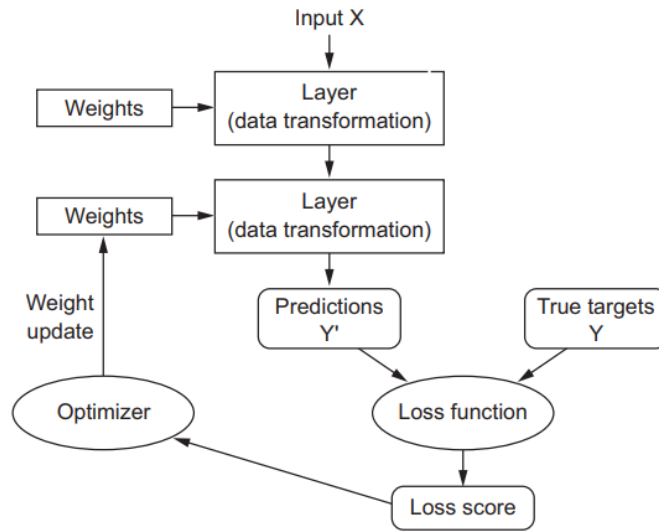 Input X
Layer
(data transformation)
Weights
Layer
(data transformation)
Weights
Weight
update
Predictions
Y'
True targets
Y
Optimizer
Loss function
Loss score